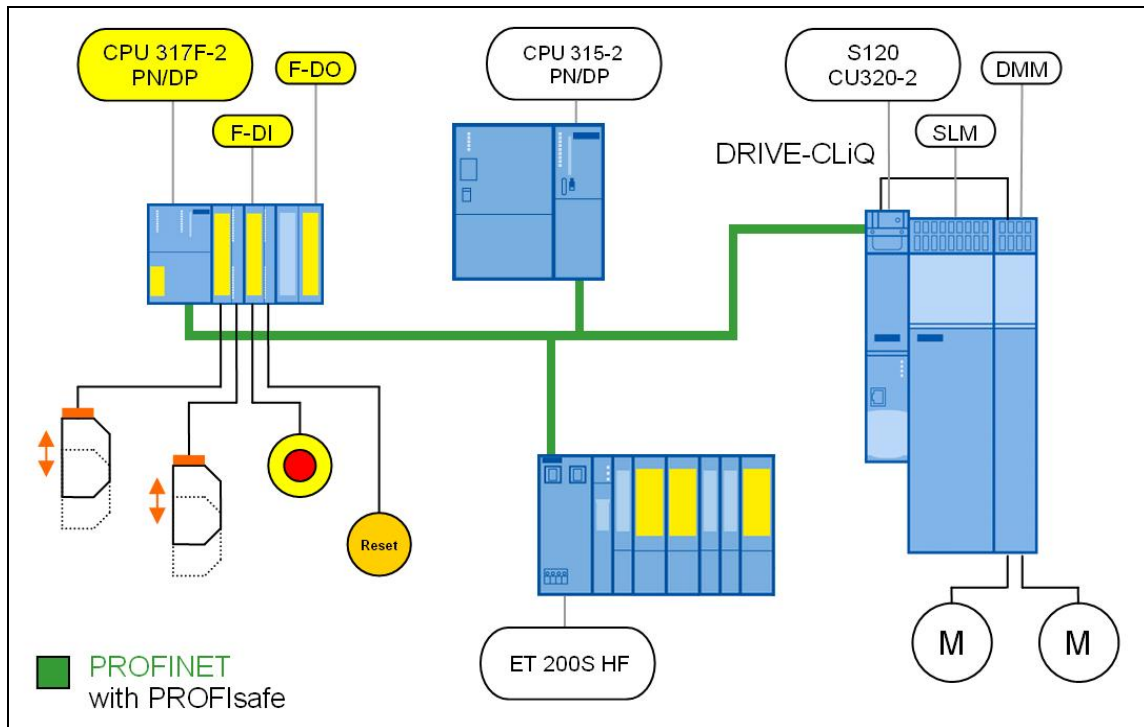 CPU 317F-2
PN/DP
F-DO
F-DI
CPU 315-2
PN/DP
S120
CU320-2
DMM
SLM
DRIVE-CLiQ
Reset
ET 200S HF
M
M
PROFINET
with PROFIsafe